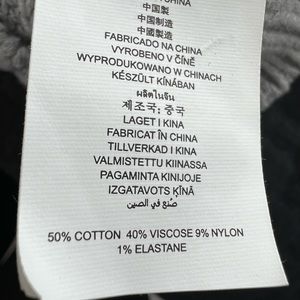 CHINA
中国製
中国制造
中國製造
FABRICADO NA CHINA
VYROBENO V ČÍNĚ
WYPRODUKOWANO W CHINACH
KÉSZÜLT KÍNÁBAN
ผลิตในจีน
제조국: 중국
LAGET I KINA
FABRICAT ÎN CHINA
TILLVERKAD I KINA
VALMISTETTU KIINASSA
PAGAMINTA KINIJOJE
IZGATAVOTS ĶĪNĀ
صُنع في الصين
50% COTTON 40% VISCOSE 9% NYLON
1% ELASTANE